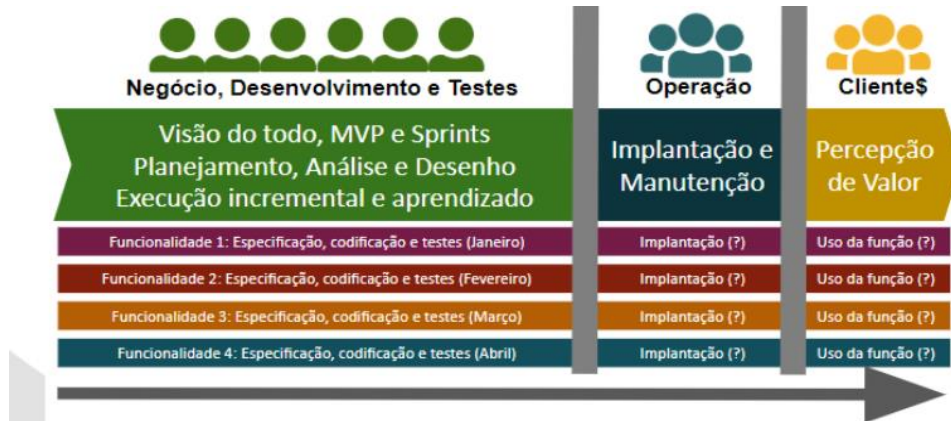 Negócio, Desenvolvimento e Testes
Operação
Cliente$
Visão do todo, MVP e Sprints
Planejamento, Análise e Desenho
Execução incremental e aprendizado
Implantação e
Manutenção
Percepção
de Valor
Funcionalidade 1: Especificação, codificação e testes (Janeiro)
Implantação (?)
Uso da função (?)
Funcionalidade 2: Especificação, codificação e testes (Fevereiro)
Implantação (?)
Uso da função (?)
Funcionalidade 3: Especificação, codificação e testes (Março)
Implantação (?)
Uso da função (?)
Funcionalidade 4: Especificação, codificação e testes (Abril)
Implantação (?)
Uso da função (?)